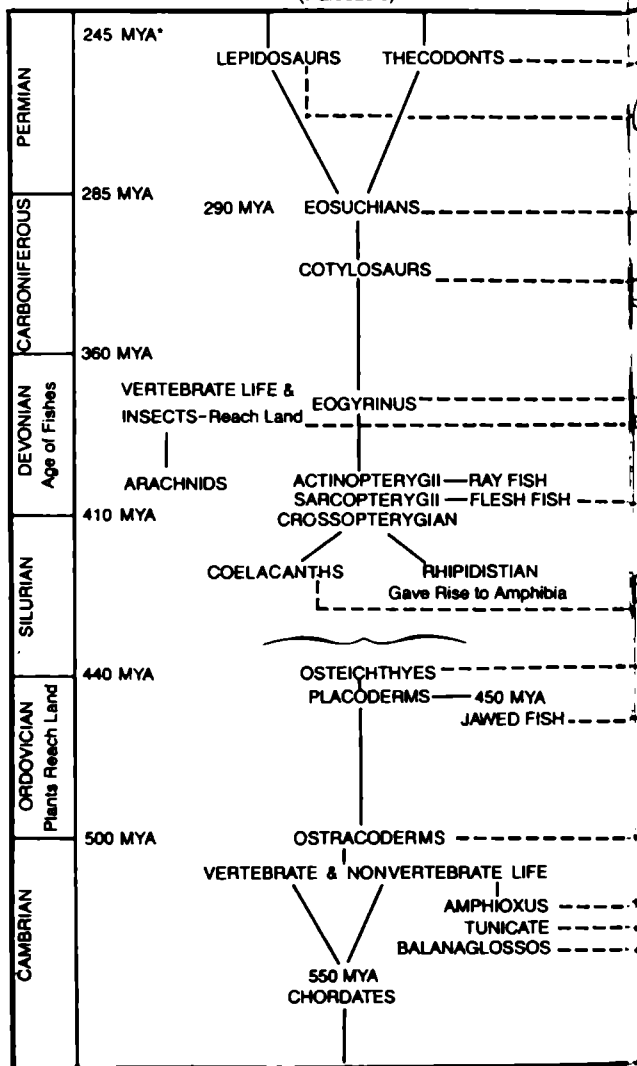 245 MYA*
LEPIDOSAURS THECODONTS
PERMIAN
285 MYA
290 MYA EOSUCHIANS
COTYLOSAURS
CARBONIFEROUS
360 MYA
VERTEBRATE LIFE &
INSECTS-Reach Land
EOGYRINUS
DEVONIAN
Age of Fishes
ARACHNIDS
ACTINOPTERYGII — RAY FISH
SARCOPTERYGII — FLESH FISH
410 MYA
CROSSOPTERYGIAN
COELACANTHS RHIPIDISTIAN
Gave Rise to Amphibia
SILURIAN
440 MYA
OSTEICHTHYES
PLACODERMS — 450 MYA
JAWED FISH
ORDOVICIAN
Plants Reach Land
500 MYA
OSTRACODERMS
VERTEBRATE & NONVERTEBRATE LIFE
AMPHIOXUS
TUNICATE
BALANAGLOSSOS
CAMBRIAN
550 MYA
CHORDATES